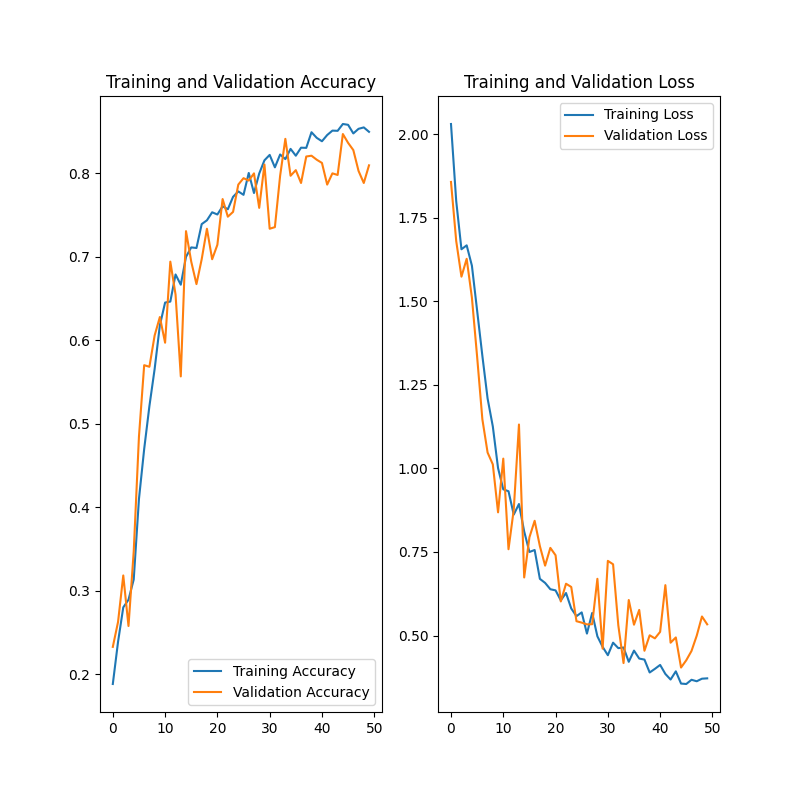 Training and Validation Accuracy
0.8
0.7
0.6
0.5
0.4
0.3
0.2
0 10 20 30 40 50
Training Accuracy
Validation Accuracy
Training and Validation Loss
2.00
1.75
1.50
1.25
1.00
0.75
0.50
0 10 20 30 40 50
Training Loss
Validation Loss